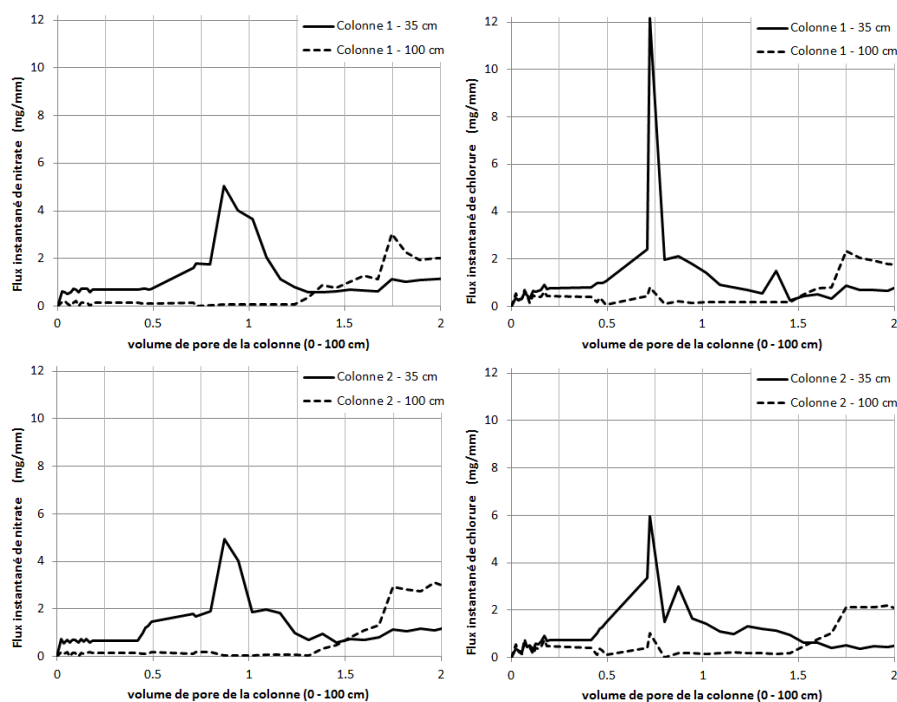 Flux instantané de nitrate (mg/mm)
12
10
8
6
4
2
0
Colonne 1 - 35 cm
Colonne 1 - 100 cm
0 0.5 1 1.5 2
volume de pore de la colonne (0 - 100 cm)
Flux instantané de chlorure (mg/mm)
12
10
8
6
4
2
0
Colonne 1 - 35 cm
Colonne 1 - 100 cm
0 0.5 1 1.5 2
volume de pore de la colonne (0 - 100 cm)
Flux instantané de nitrate (mg/mm)
12
10
8
6
4
2
0
Colonne 2 - 35 cm
Colonne 2 - 100 cm
0 0.5 1 1.5 2
volume de pore de la colonne (0 - 100 cm)
Flux instantané de chlorure (mg/mm)
12
10
8
6
4
2
0
Colonne 2 - 35 cm
Colonne 2 - 100 cm
0 0.5 1 1.5 2
volume de pore de la colonne (0 - 100 cm)